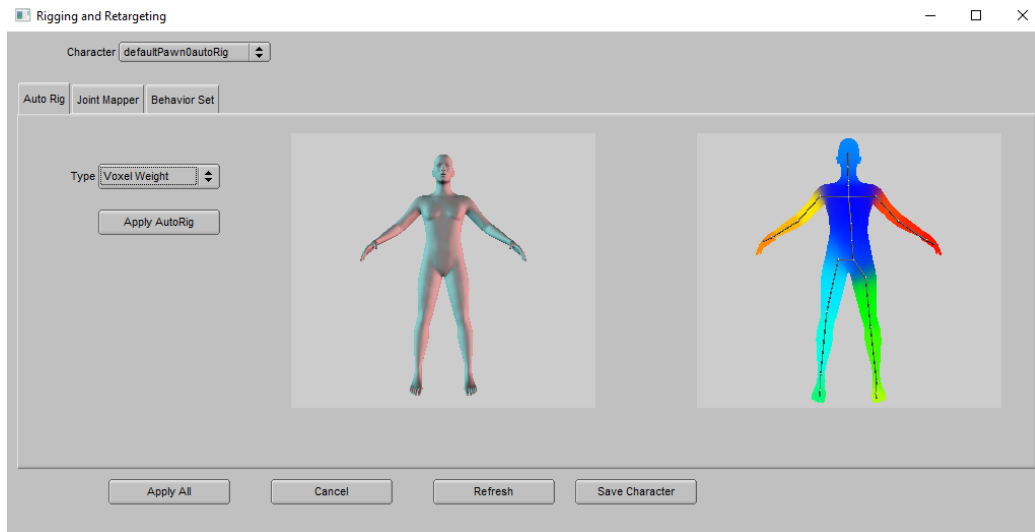 Rigging and Retargeting
Character defaultPawn0autoRig
Auto Rig Joint Mapper Behavior Set
Type Voxel Weight
Apply AutoRig
Apply All Cancel Refresh Save Character